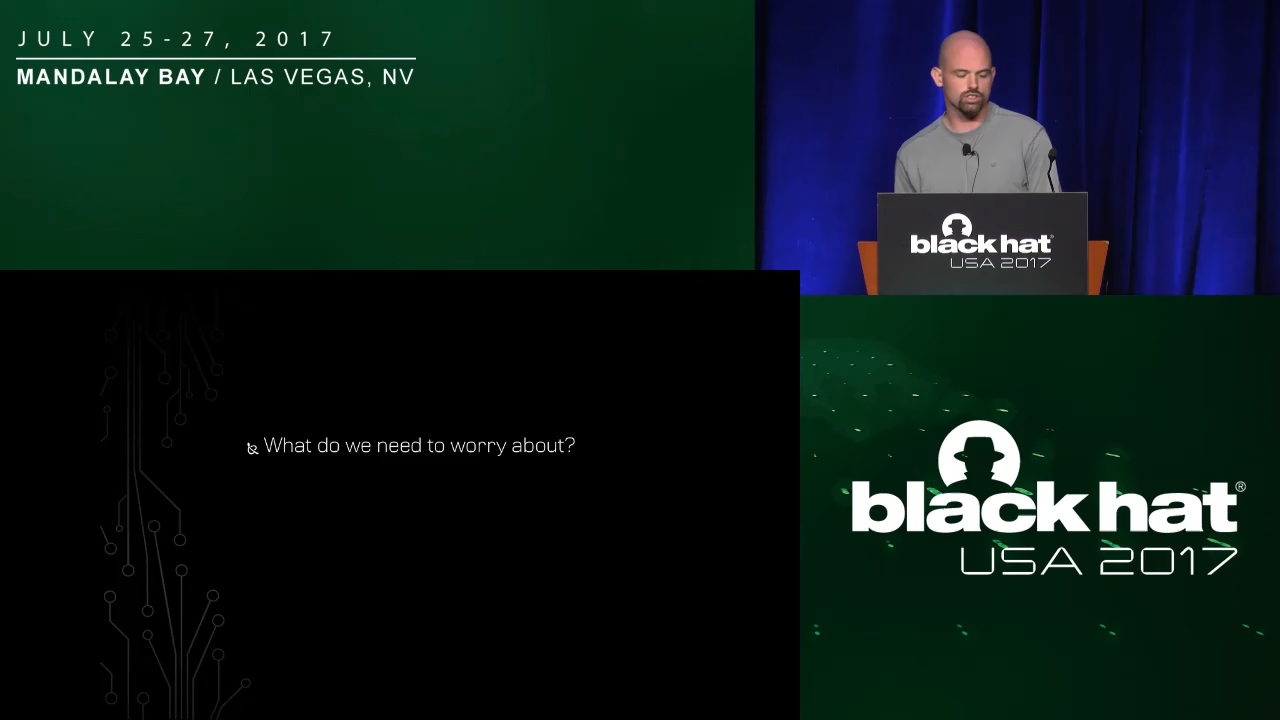 JULY 25-27, 2017
MANDALAY BAY / LAS VEGAS, NV
black hat®
USA 2017
What do we need to worry about?
black hat®
USA 2017